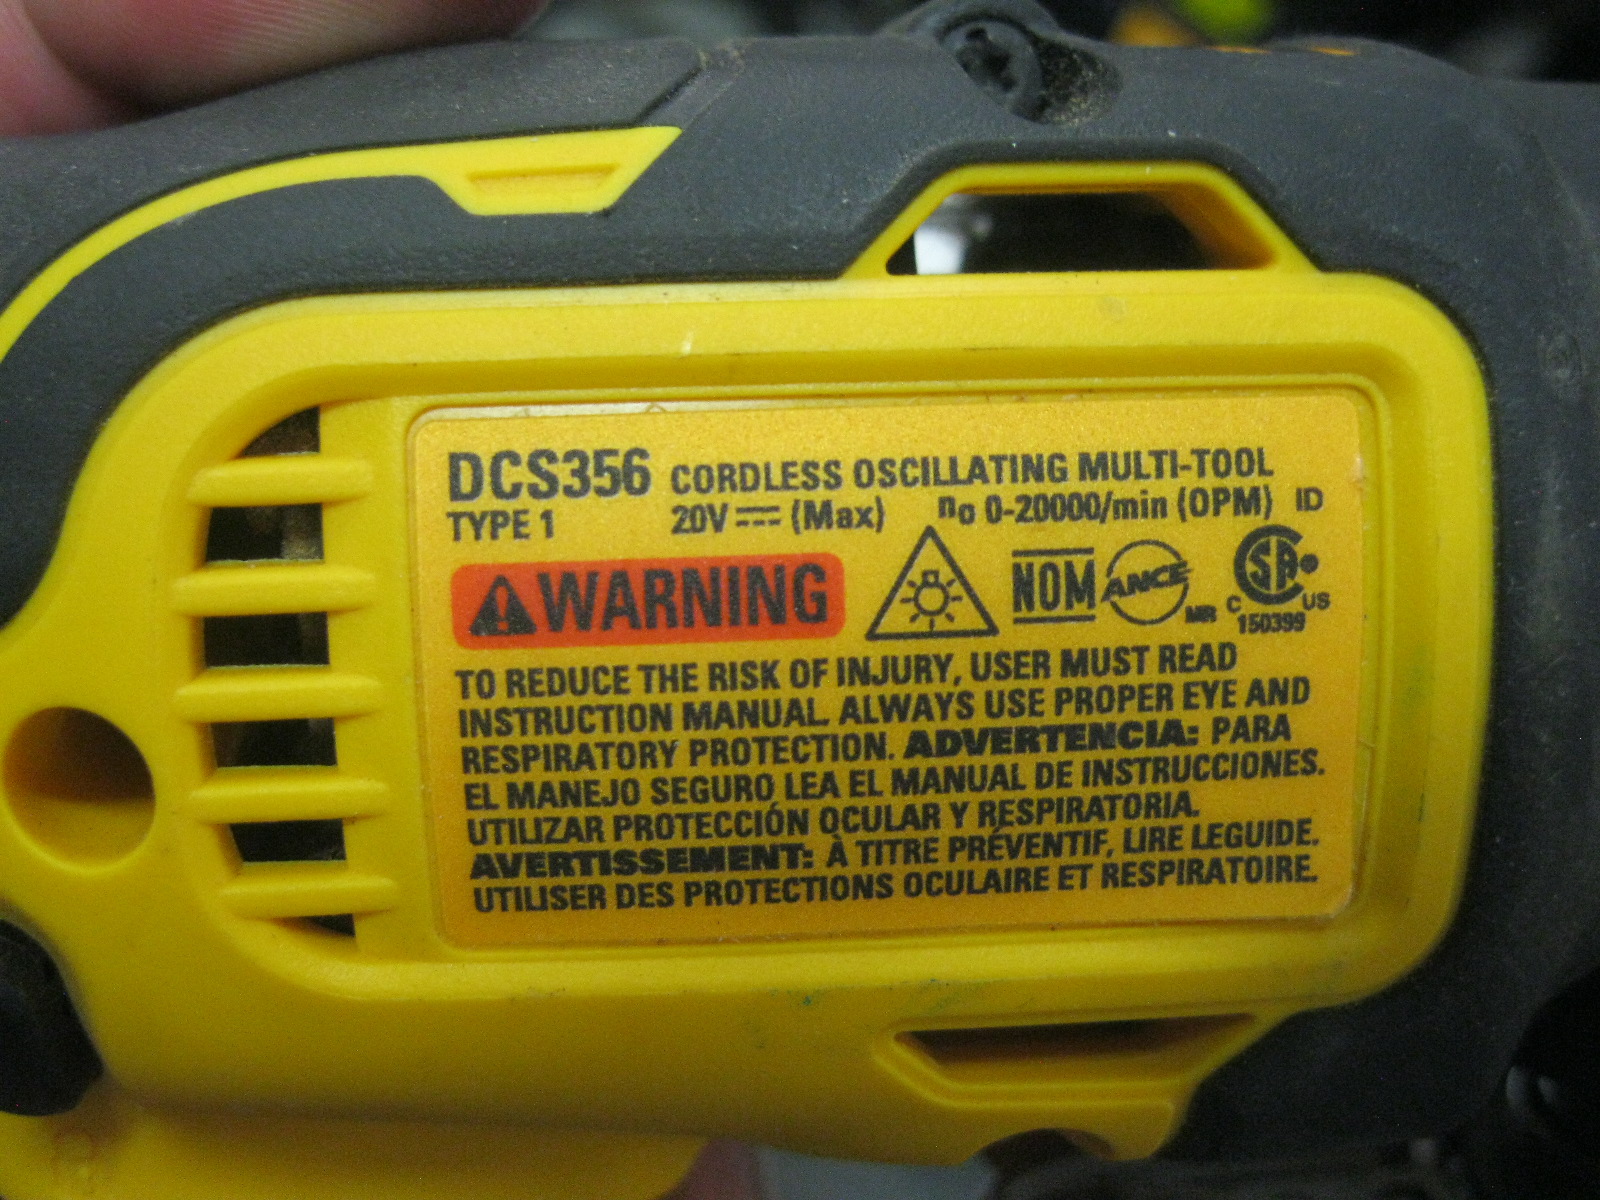 DCS356 CORDLESS OSCILLATING MULTI-TOOL
TYPE 1 20V (Max) no 0-20000/min (OPM) ID
WARNING
NOM ANCE MR
CSA C US
150399
TO REDUCE THE RISK OF INJURY, USER MUST READ
INSTRUCTION MANUAL. ALWAYS USE PROPER EYE AND
RESPIRATORY PROTECTION. ADVERTENCIA: PARA
EL MANEJO SEGURO LEA EL MANUAL DE INSTRUCCIONES.
UTILIZAR PROTECCIÓN OCULAR Y RESPIRATORIA.
AVERTISSEMENT: À TITRE PRÉVENTIF, LIRE LEGUIDE.
UTILISER DES PROTECTIONS OCULAIRE ET RESPIRATOIRE.